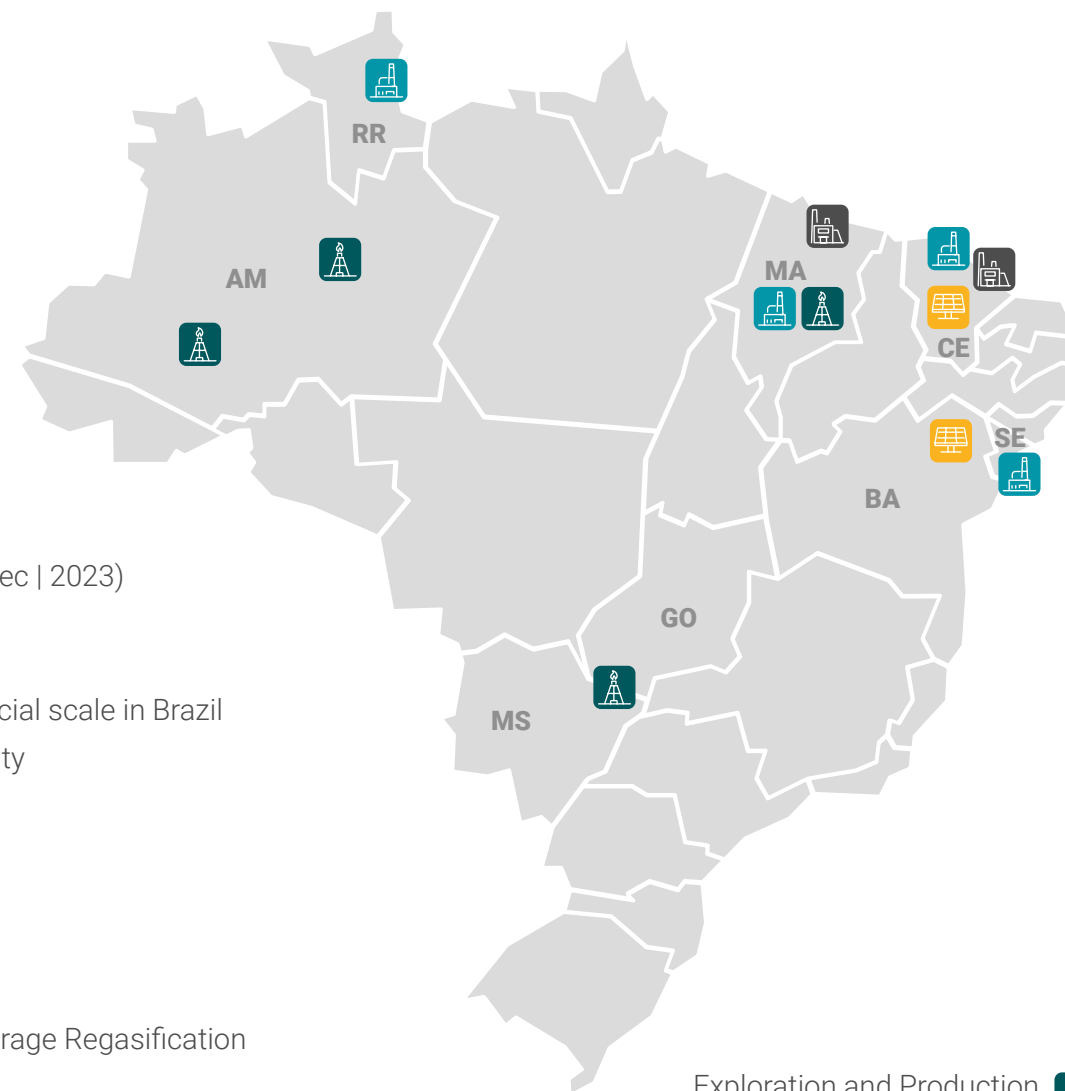 RR
AM
MA
CE
SE
BA
ec | 2023)
GO
cial scale in Brazil
MS
ty
rage Regasification
Exploration and Production